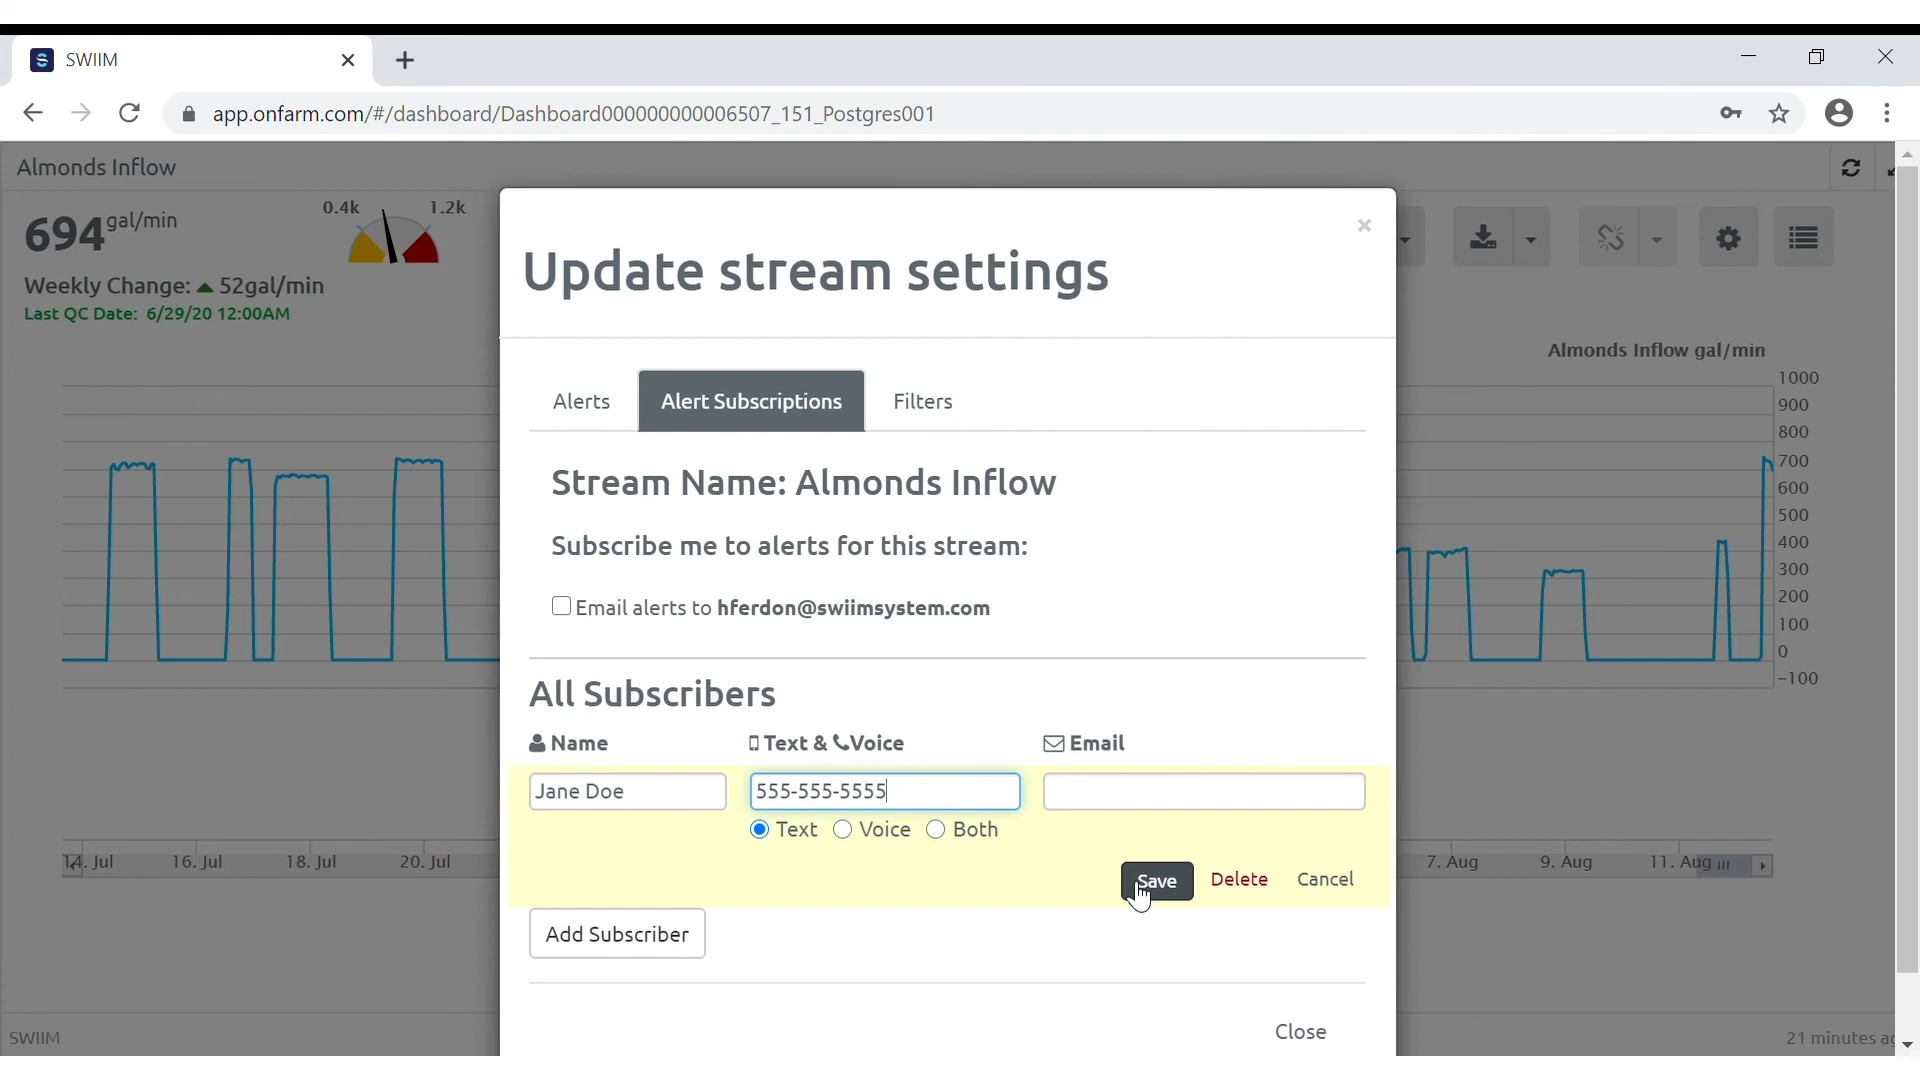 SWIIM
app.onfarm.com/#/dashboard/Dashboard000000000006507_151_Postgres001
Almonds Inflow
694 gal/min
0.4k 1.2k
Weekly Change: 52gal/min
Last QC Date: 6/29/20 12:00AM
Update stream settings
Alerts Alert Subscriptions Filters
Stream Name: Almonds Inflow
Subscribe me to alerts for this stream:
Email alerts to hferdon@swiimsystem.com
All Subscribers
Name Text & Voice Email
Jane Doe 555-555-5555
Text Voice Both
Save Delete Cancel
Add Subscriber
Close
Almonds Inflow gal/min
1000
900
800
700
600
500
400
300
200
100
0
-100
14. Jul 16. Jul 18. Jul 20. Jul 7. Aug 9. Aug 11. Aug
SWIIM
21 minutes